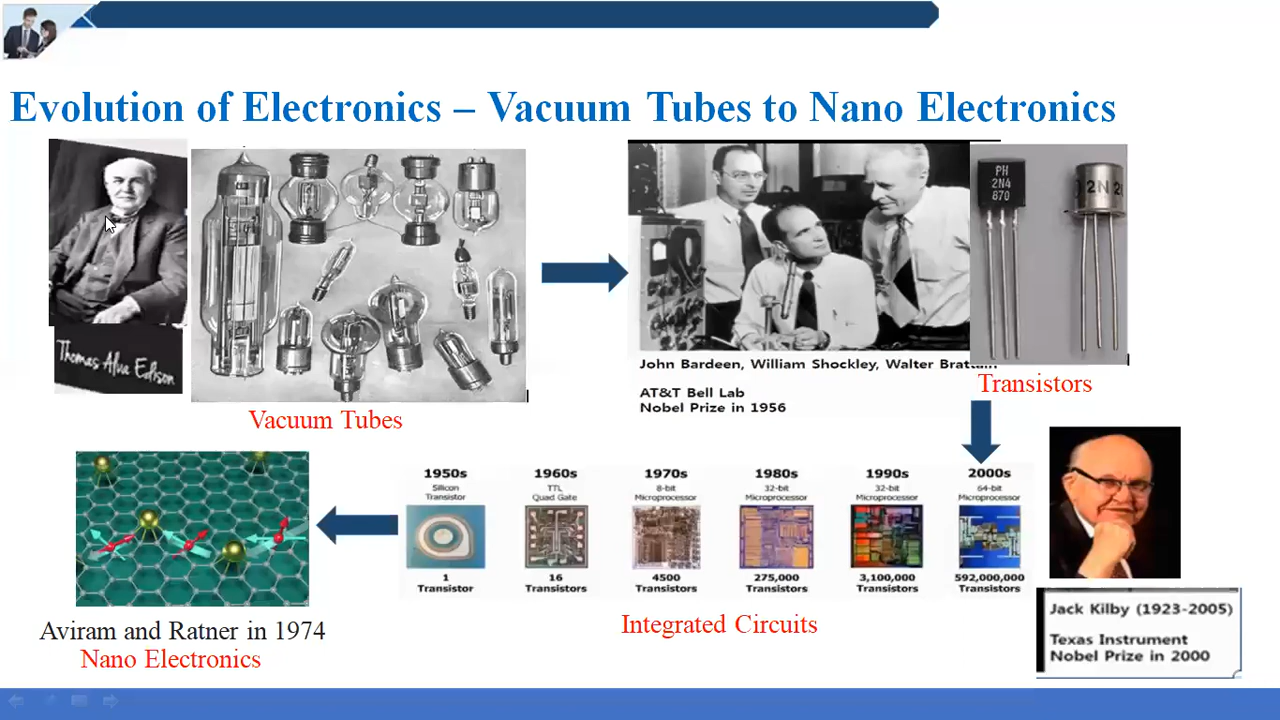 Evolution of Electronics – Vacuum Tubes to Nano Electronics
Thomas Alva Edison
Vacuum Tubes
John Bardeen, William Shockley, Walter Brattain
AT&T Bell Lab
Nobel Prize in 1956
PH
2N4
870
2N 2
Transistors
1950s
Silicon
Transistor
1
Transistor
1960s
TTL
Quad Gate
16
Transistors
1970s
8-bit
Microprocessor
4500
Transistors
1980s
32-bit
Microprocessor
275,000
Transistors
1990s
32-bit
Microprocessor
3,100,000
Transistors
2000s
64-bit
Microprocessor
592,000,000
Transistors
Integrated Circuits
Jack Kilby (1923-2005)
Texas Instrument
Nobel Prize in 2000
Aviram and Ratner in 1974
Nano Electronics